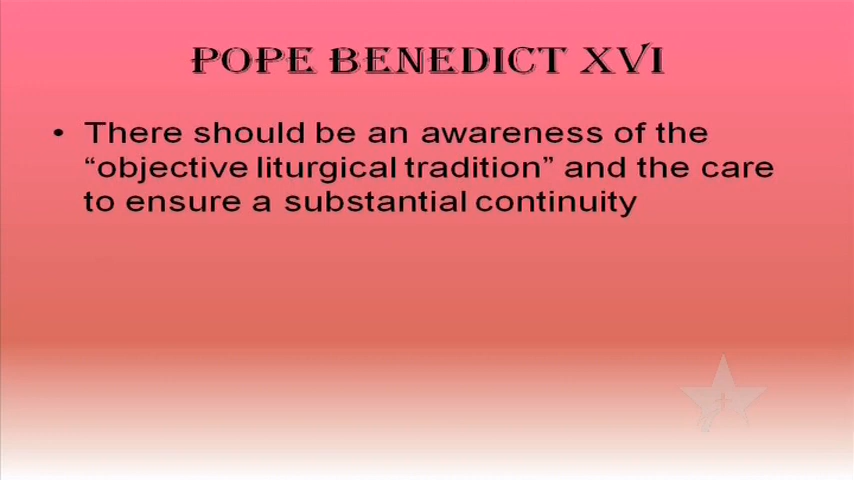 POPE BENEDICT XVI
• There should be an awareness of the
“objective liturgical tradition” and the care
to ensure a substantial continuity